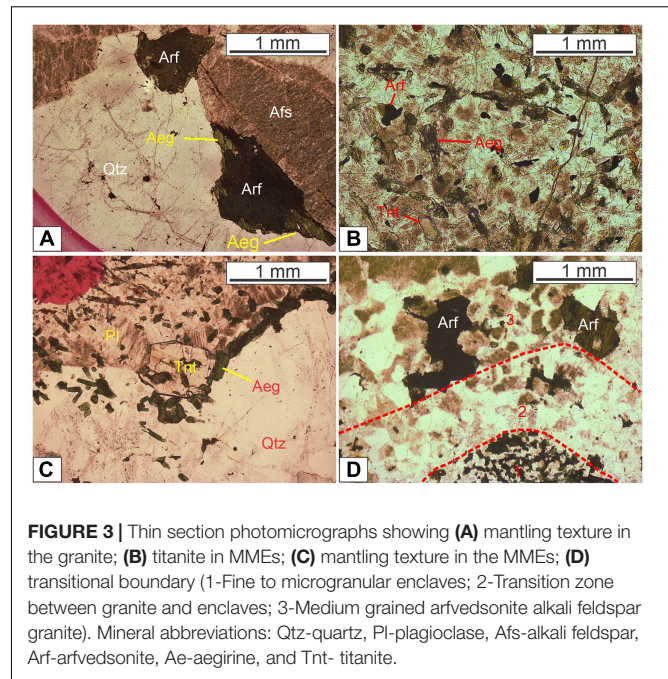 1 mm
Arf
Afs
Aeg
Qtz
Arf
Aeg
A
1 mm
Arf
Aeg
Tnt
B
1 mm
Pl
Tnt
Aeg
Qtz
C
1 mm
Arf
3
Arf
2
1
D
FIGURE 3 | Thin section photomicrographs showing (A) mantling texture in
the granite; (B) titanite in MMEs; (C) mantling texture in the MMEs; (D)
transitional boundary (1-Fine to microgranular enclaves; 2-Transition zone
between granite and enclaves; 3-Medium grained arfvedsonite alkali feldspar
granite). Mineral abbreviations: Qtz-quartz, Pl-plagioclase, Afs-alkali feldspar,
Arf-arfvedsonite, Ae-aegirine, and Tnt- titanite.